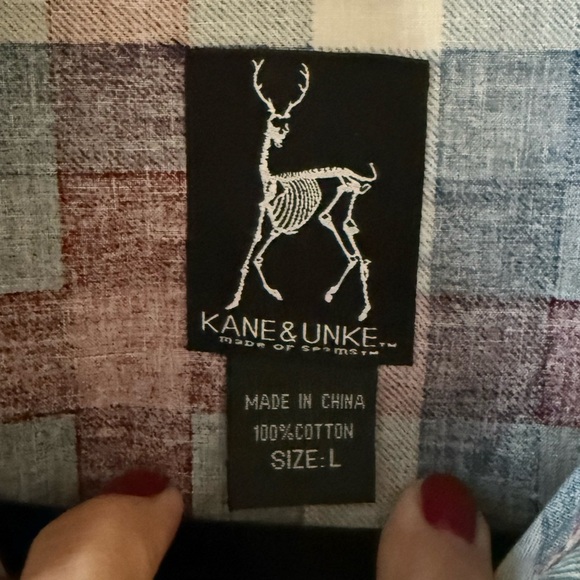 KANE&UNKE™
made of seams™
MADE IN CHINA
100%COTTON
SIZE:L